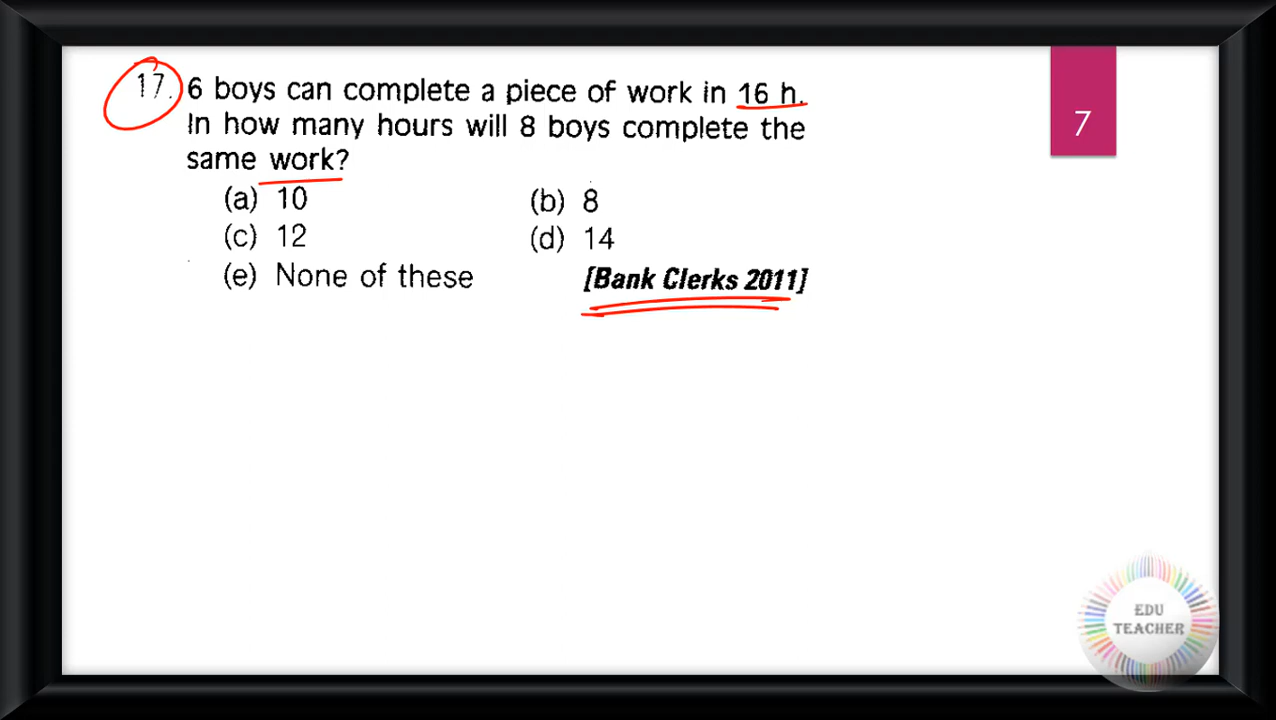 17. 6 boys can complete a piece of work in 16 h.
In how many hours will 8 boys complete the
same work?
(a) 10 (b) 8
(c) 12 (d) 14
(e) None of these [Bank Clerks 2011]
7
EDU
TEACHER